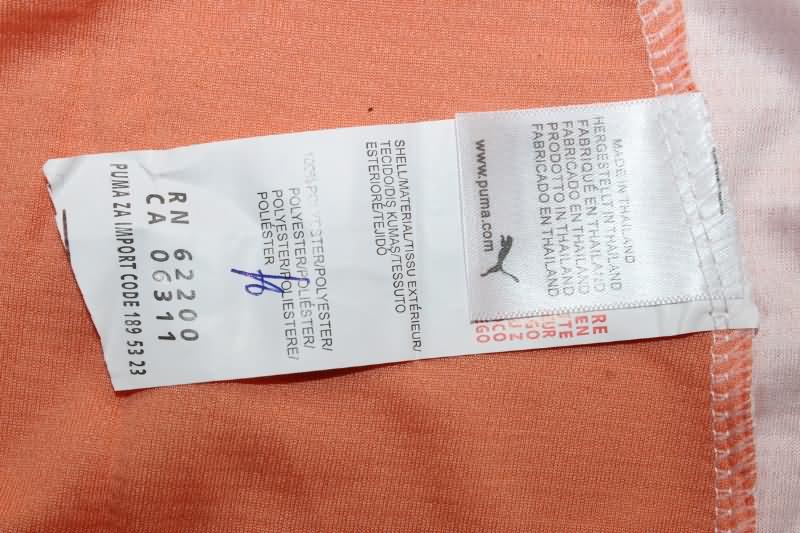 MADE IN THAILAND
HERGESTELLT IN THAILAND
FABRIQUÉ EN THAILAND
FABRICADO EN THAILAND
PRODOTTO IN THAILAND
FABRICADO EN THAILAND
www.puma.com
SHELL/MATERIAL/TISSU EXTÉRIEUR/
TECIDO/DIS KUMAŞ/TESSUTO
ESTERIORE/TEJIDO
100% POLYESTER/POLYESTER/
POLYESTER/POLIÉSTER/
POLYESTER/POLIESTERE/
POLIÉSTER
RN 62200
CA 06311
PUMA ZA IMPORT CODE 189 53 23